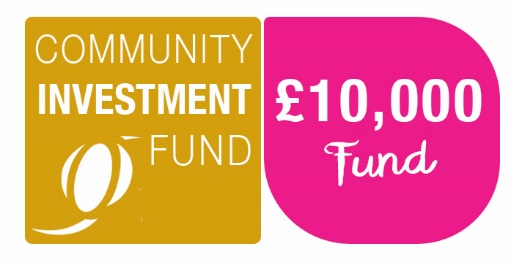 COMMUNITY
INVESTMENT
FUND
£10,000
Fund